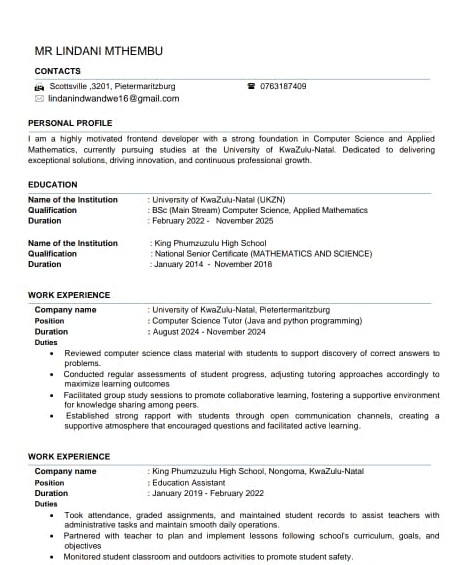 MR LINDANI MTHEMBU
CONTACTS
Scottsville ,3201, Pietermaritzburg 0763187409
lindanindwandwe16@gmail.com
PERSONAL PROFILE
I am a highly motivated frontend developer with a strong foundation in Computer Science and Applied
Mathematics, currently pursuing studies at the University of KwaZulu-Natal. Dedicated to delivering
exceptional solutions, driving innovation, and continuous professional growth.
EDUCATION
Name of the Institution : University of KwaZulu-Natal (UKZN)
Qualification : BSc (Main Stream) Computer Science, Applied Mathematics
Duration : February 2022 - November 2025
Name of the Institution : King Phumzuzulu High School
Qualification : National Senior Certificate (MATHEMATICS AND SCIENCE)
Duration : January 2014 - November 2018
WORK EXPERIENCE
Company name : University of KwaZulu-Natal, Pietertermaritzburg
Position : Computer Science Tutor (Java and python programming)
Duration : August 2024 - November 2024
Duties
• Reviewed computer science class material with students to support discovery of correct answers to
problems.
• Conducted regular assessments of student progress, adjusting tutoring approaches accordingly to
maximize learning outcomes
• Facilitated group study sessions to promote collaborative learning, fostering a supportive environment
for knowledge sharing among peers.
• Established strong rapport with students through open communication channels, creating a
supportive atmosphere that encouraged questions and facilitated active learning.
WORK EXPERIENCE
Company name : King Phumzuzulu High School, Nongoma, KwaZulu-Natal
Position : Education Assistant
Duration : January 2019 - February 2022
Duties
• Took attendance, graded assignments, and maintained student records to assist teachers with
administrative tasks and maintain smooth daily operations.
• Partnered with teacher to plan and implement lessons following school's curriculum, goals, and
objectives
• Monitored student classroom and outdoors activities to promote student safety.